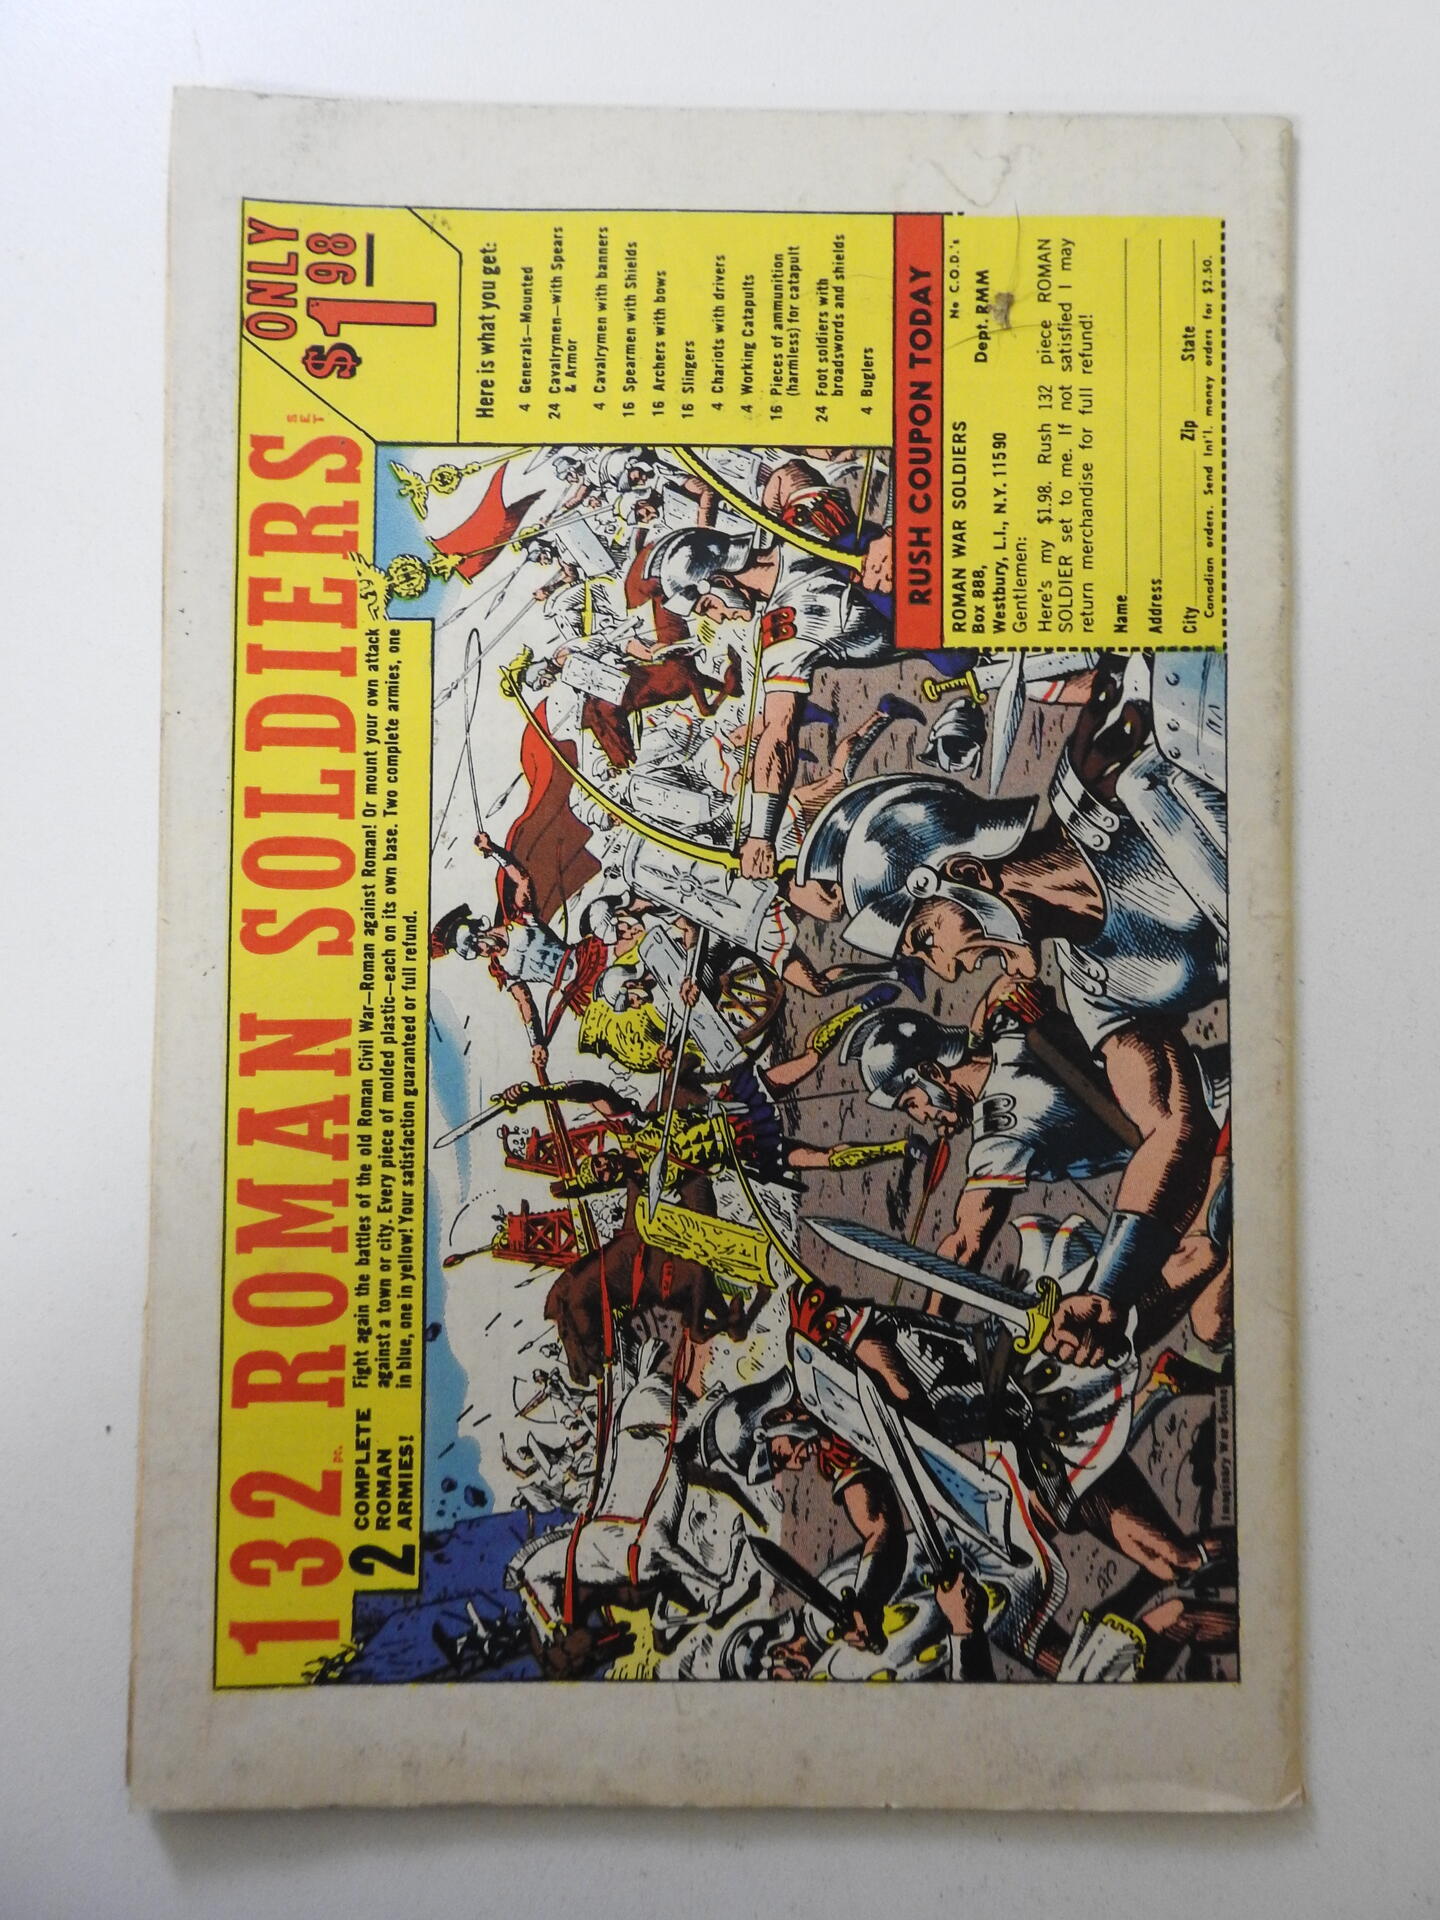 132 PC. ROMAN SOLDIERS SET
ONLY
$1.98
2 COMPLETE
ROMAN
ARMIES!
Fight again the battles of the old Roman Civil War—Roman against Roman! Or mount your own attack
against a town or city. Every piece of molded plastic—each on its own base. Two complete armies, one
in blue, one in yellow! Your satisfaction guaranteed or full refund.
Here is what you get:
4 Generals—Mounted
24 Cavalrymen—with Spears
& Armor
4 Cavalrymen with banners
16 Spearmen with Shields
16 Archers with bows
16 Slingers
4 Chariots with drivers
4 Working Catapults
16 Pieces of ammunition
(harmless) for catapult
24 Foot soldiers with
broadswords and shields
4 Buglers
RUSH COUPON TODAY
No C.O.D.'s
ROMAN WAR SOLDIERS
Box 888, Dept. RMM
Westbury, L.I., N.Y. 11590
Gentlemen:
Here's my $1.98. Rush 132 piece ROMAN
SOLDIER set to me. If not satisfied I may
return merchandise for full refund!
Name
Address
City Zip State
Canadian orders. Send Int'l. money orders for $2.50.
Imaginary War Scene